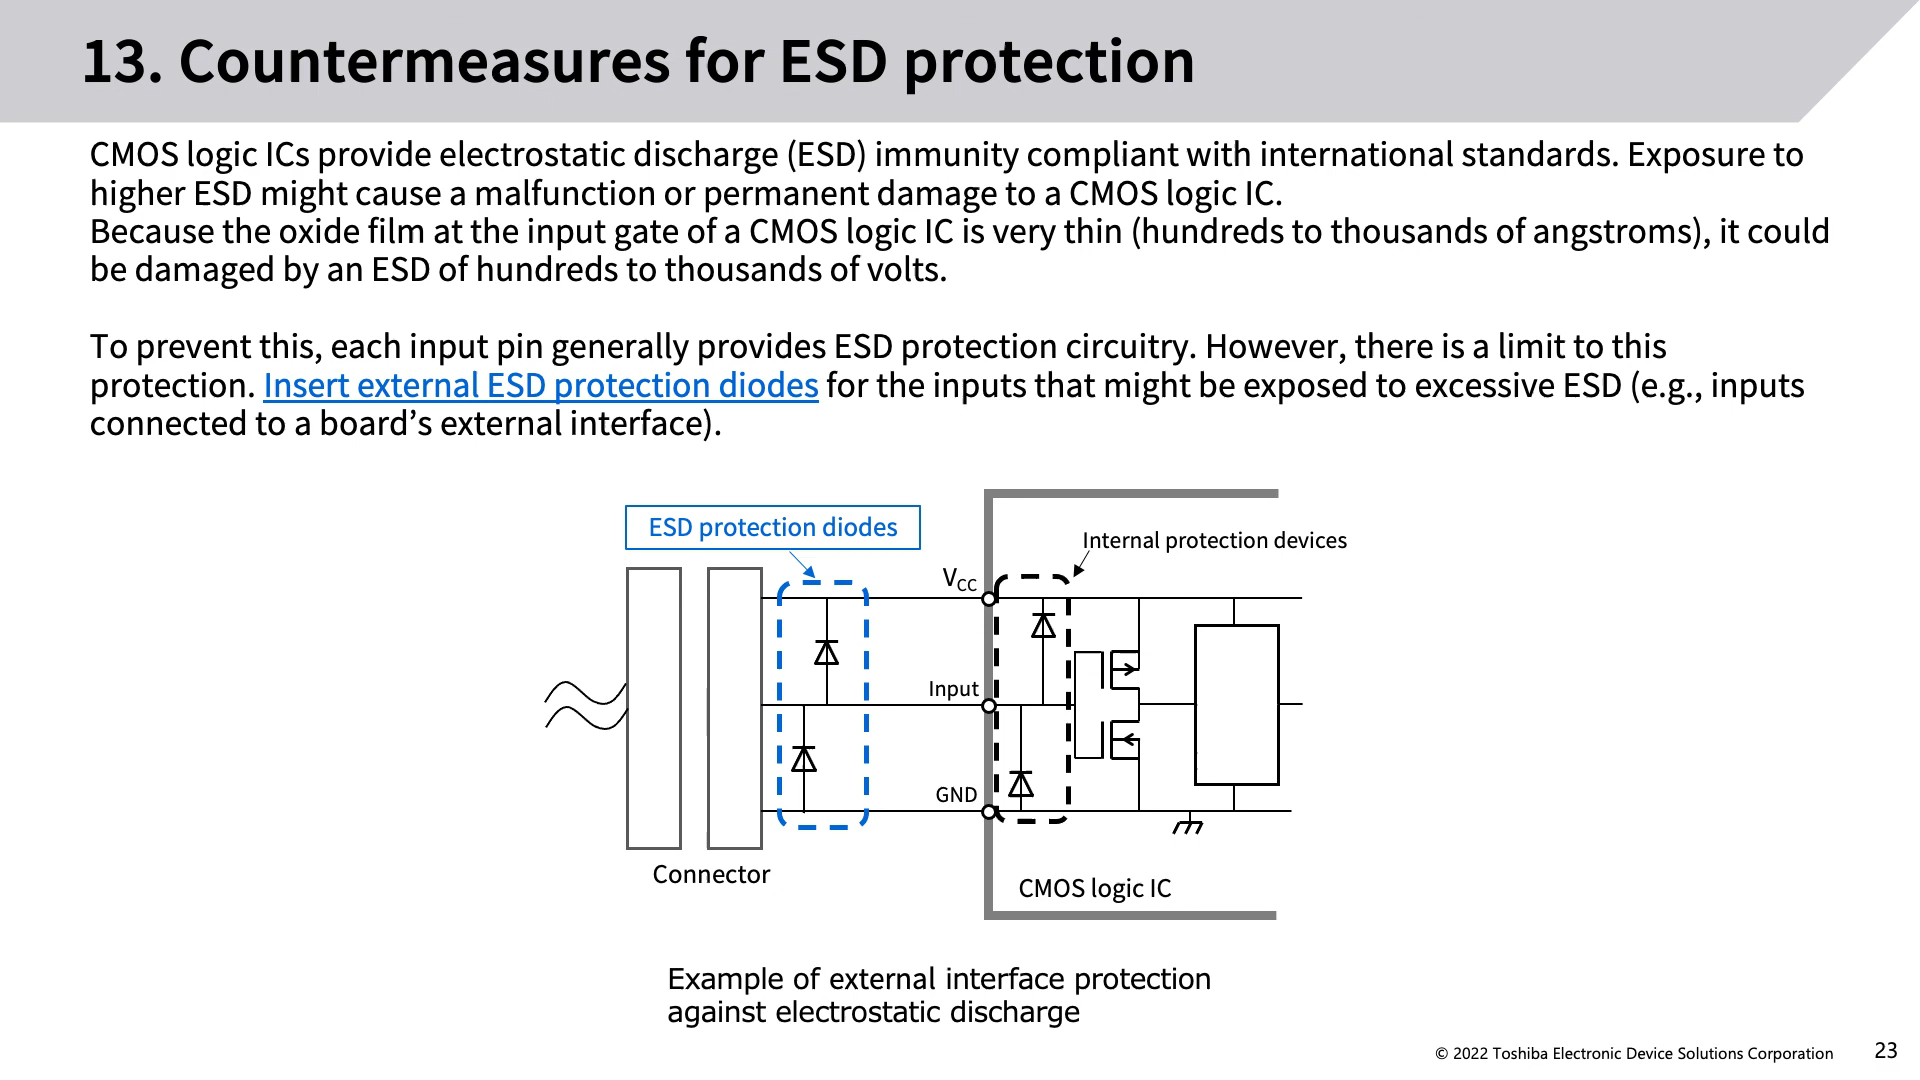 13. Countermeasures for ESD protection
CMOS logic ICs provide electrostatic discharge (ESD) immunity compliant with international standards. Exposure to
higher ESD might cause a malfunction or permanent damage to a CMOS logic IC.
Because the oxide film at the input gate of a CMOS logic IC is very thin (hundreds to thousands of angstroms), it could
be damaged by an ESD of hundreds to thousands of volts.
To prevent this, each input pin generally provides ESD protection circuitry. However, there is a limit to this
protection. Insert external ESD protection diodes for the inputs that might be exposed to excessive ESD (e.g., inputs
connected to a board’s external interface).
ESD protection diodes
Internal protection devices
VCC
Input
GND
Connector
CMOS logic IC
Example of external interface protection
against electrostatic discharge
© 2022 Toshiba Electronic Device Solutions Corporation
23